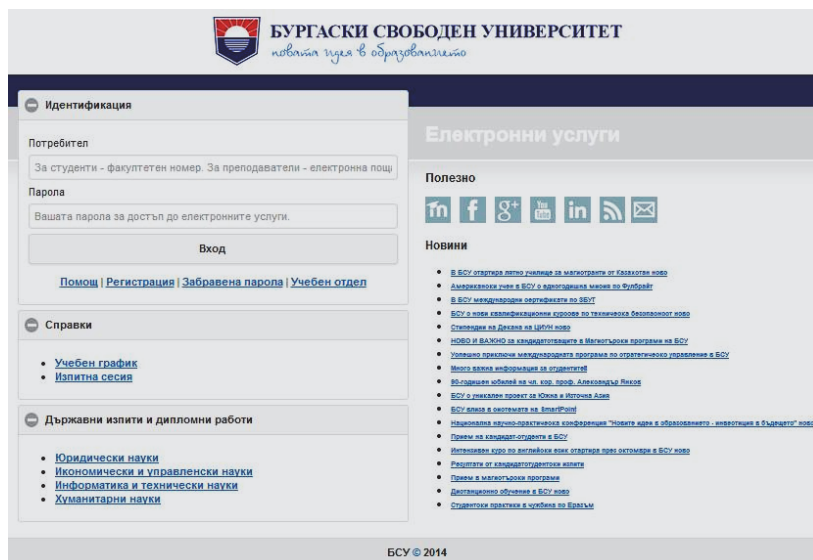 БУРГАСКИ СВОБОДЕН УНИВЕРСИТЕТ
новата идея в образованието
Идентификация
Потребител
За студенти - факултетен номер. За преподаватели - електронна пощ
Парола
Вашата парола за достъп до електронните услуги.
Вход
Помощ | Регистрация | Забравена парола | Учебен отдел
Справки
Учебен график
Изпитна сесия
Държавни изпити и дипломни работи
Юридически науки
Икономически и управленски науки
Информатика и технически науки
Хуманитарни науки
Електронни услуги
Полезно
m f g+ You Tube in
Новини
В БСУ стартира лятно училище за магистранти от Казахстан ново
Американски учен в БСУ с едногодишна мисия по Фулбрайт
В БСУ международни сертификати по ЗБУТ
БСУ с нови квалификационни курсове по техническа безопасност ново
Стипендии на Декана на ЦИУН ново
НОВО И ВАЖНО за кандидатстващите в Магистърски програми на БСУ
Успешно приключи международната програма по стратегическо управление в БСУ
Много важна информация за студентите!!
90-годишен юбилей на чл. кор. проф. Александър Янков
БСУ с уникален проект за Южна и Източна Азия
БСУ влиза в системата на SmartPoint
Национална научно-практическа конференция "Новите идеи в образованието - инвестиция в бъдещето" ново
Прием на кандидат-студенти в БСУ
Интензивен курс по английски език стартира през октомври в БСУ ново
Резултати от кандидатстудентски изпити
Прием в магистърски програми
Дистанционно обучение в БСУ ново
Студентски практики в чужбина по Еразъм
БСУ © 2014